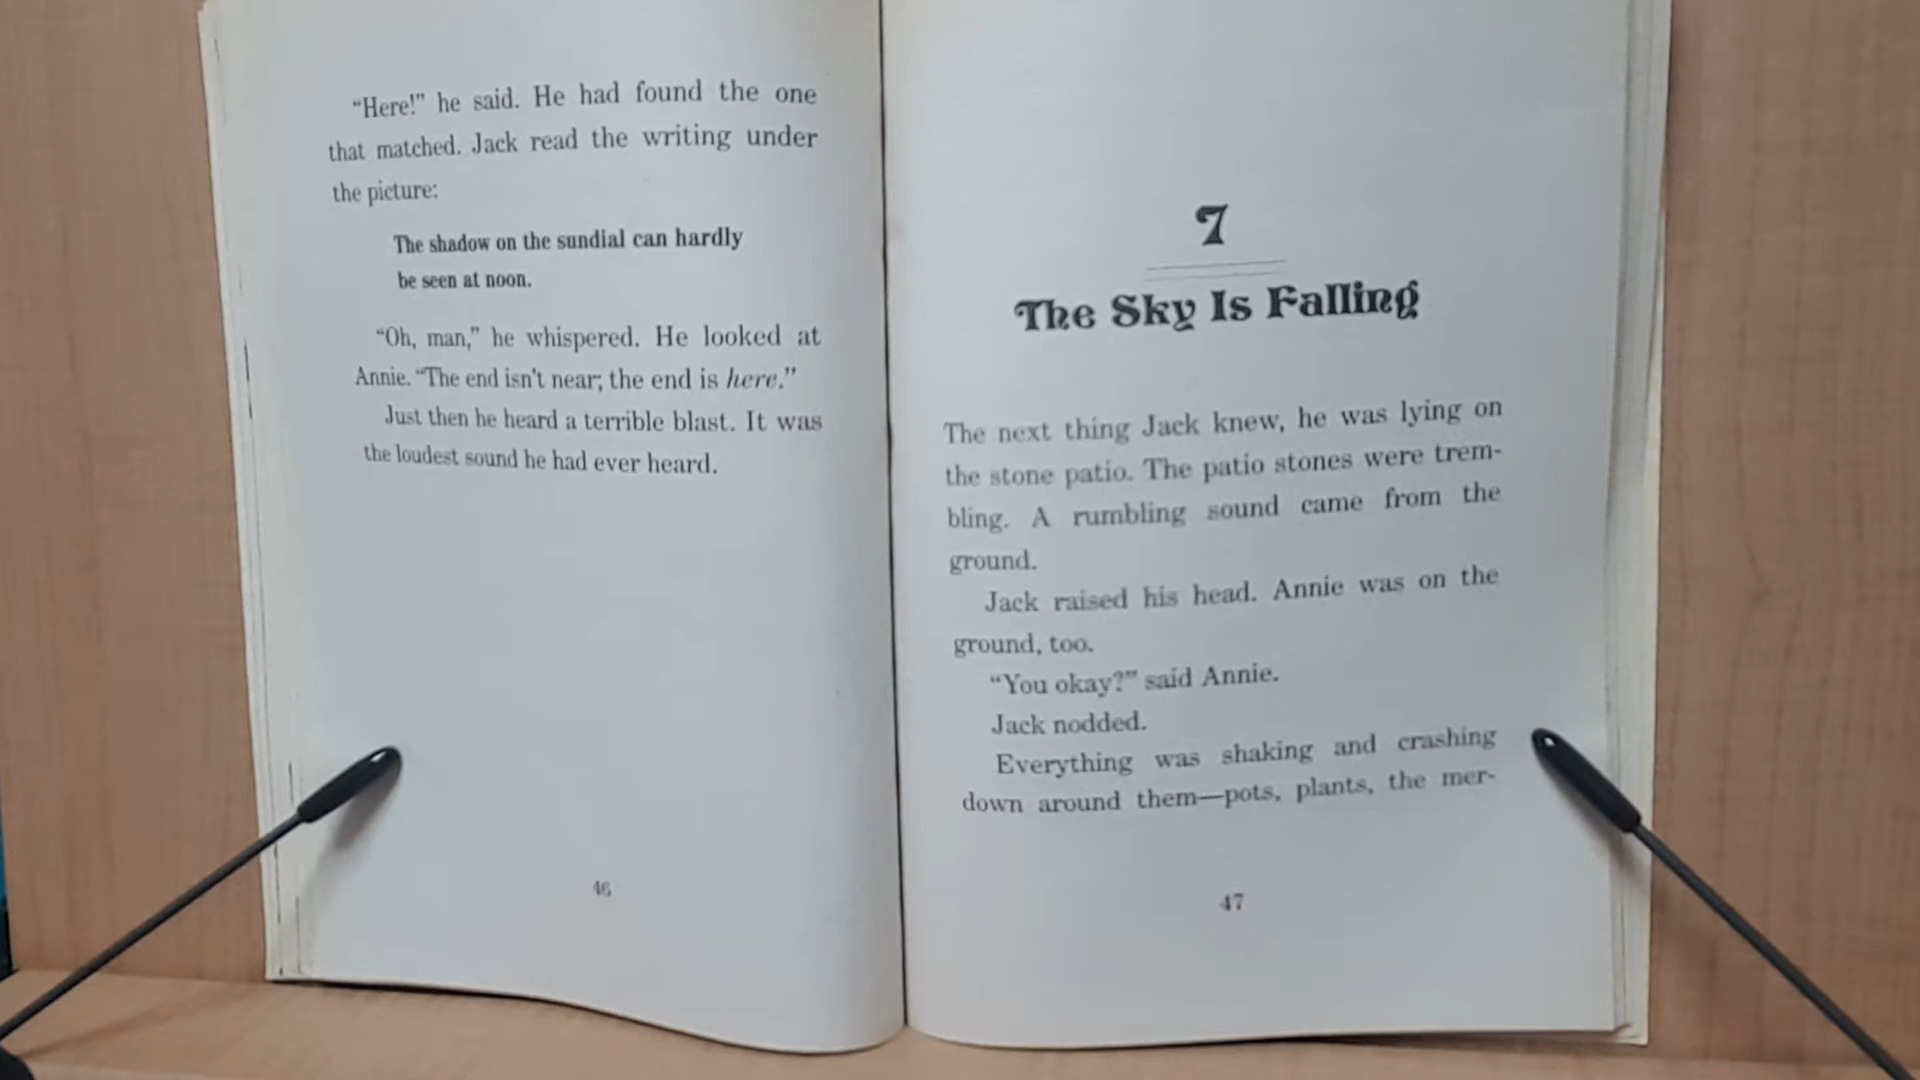 “Here!” he said. He had found the one
that matched. Jack read the writing under
the picture:
The shadow on the sundial can hardly
be seen at noon.
“Oh, man,” he whispered. He looked at
Annie. “The end isn't near; the end is here.”
Just then he heard a terrible blast. It was
the loudest sound he had ever heard.
46
7
The Sky Is Falling
The next thing Jack knew, he was lying on
the stone patio. The patio stones were trem-
bling. A rumbling sound came from the
ground.
Jack raised his head. Annie was on the
ground, too.
“You okay?” said Annie.
Jack nodded.
Everything was shaking and crashing
down around them—pots, plants, the mer-
47